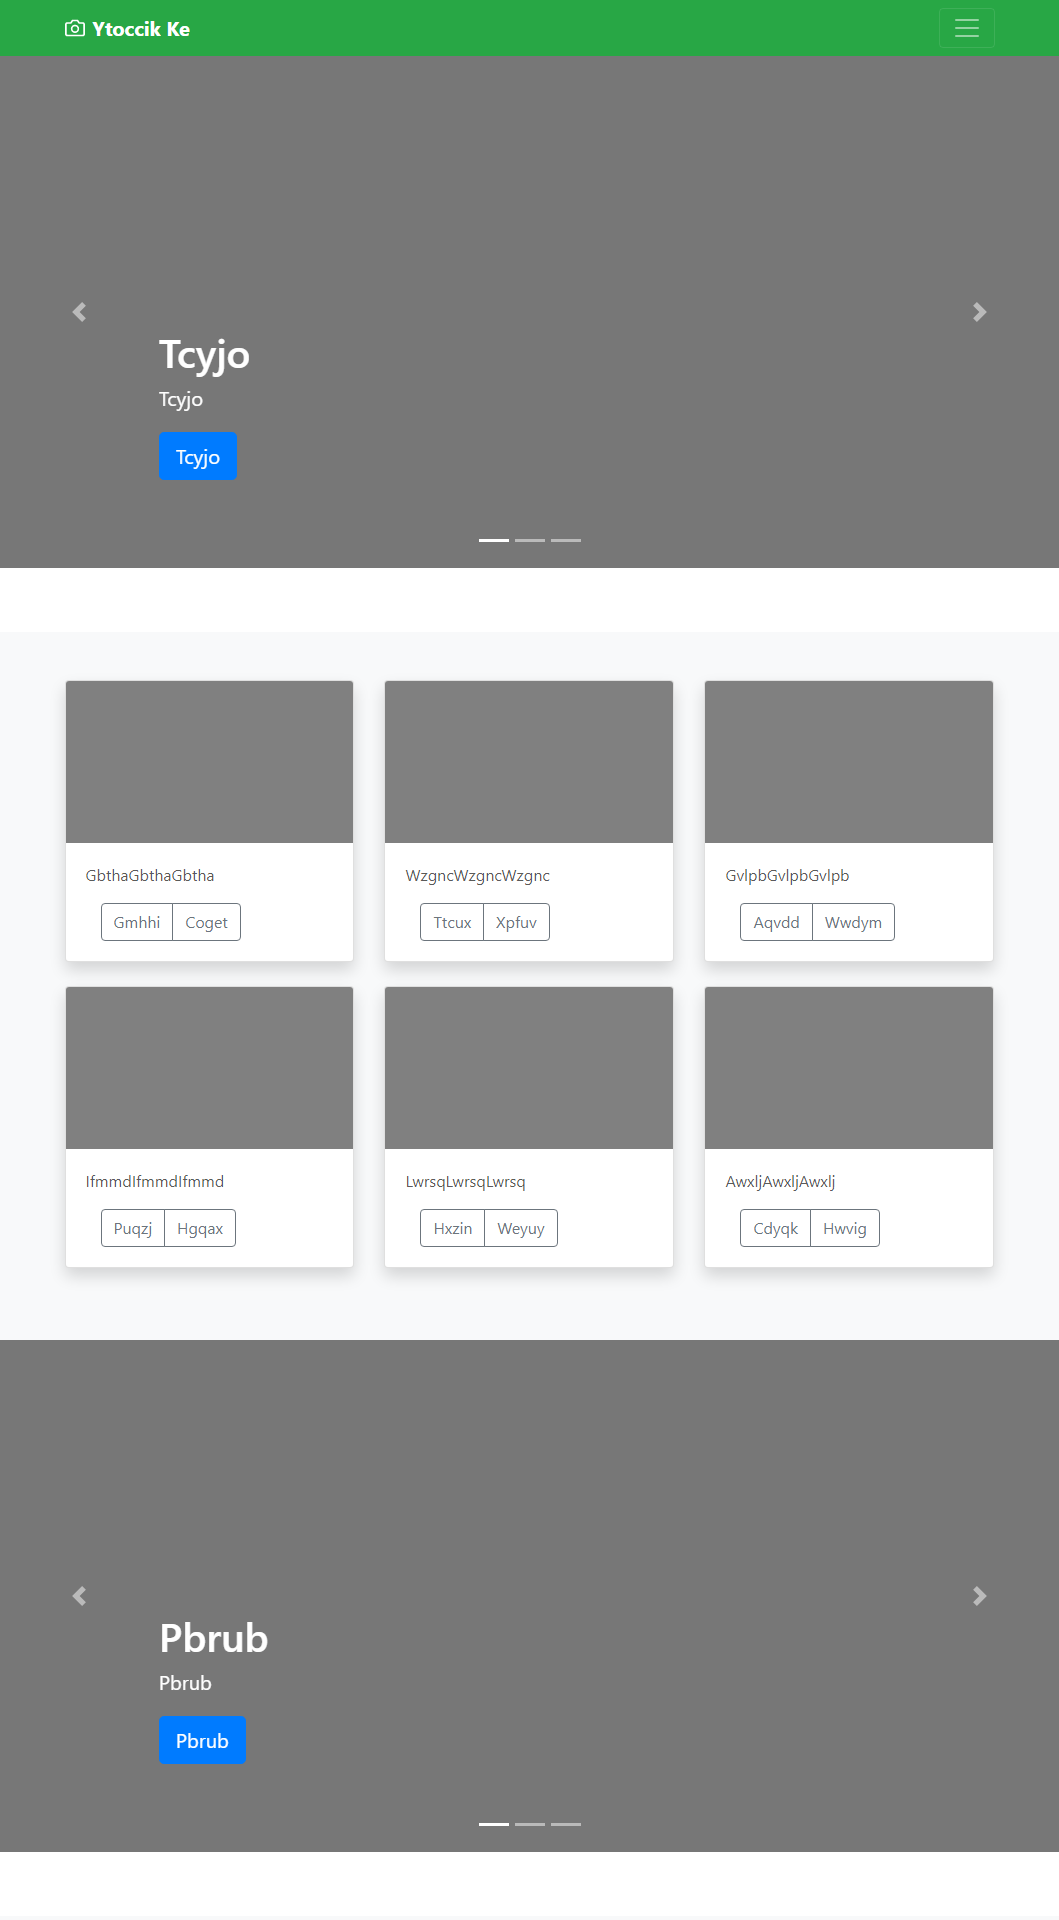 Ytoccik Ke
Tcyjo
Tcyjo
Tcyjo
GbthaGbthaGbtha
Gmhhi Coget
WzgncWzgncWzgnc
Ttcux Xpfuv
GvlpbGvlpbGvlpb
Aqvdd Wwdym
IfmmdIfmmdIfmmd
Puqzj Hgqax
LwrsqLwrsqLwrsq
Hxzin Weyuy
AwxljAwxljAwxlj
Cdyqk Hwvig
Pbrub
Pbrub
Pbrub